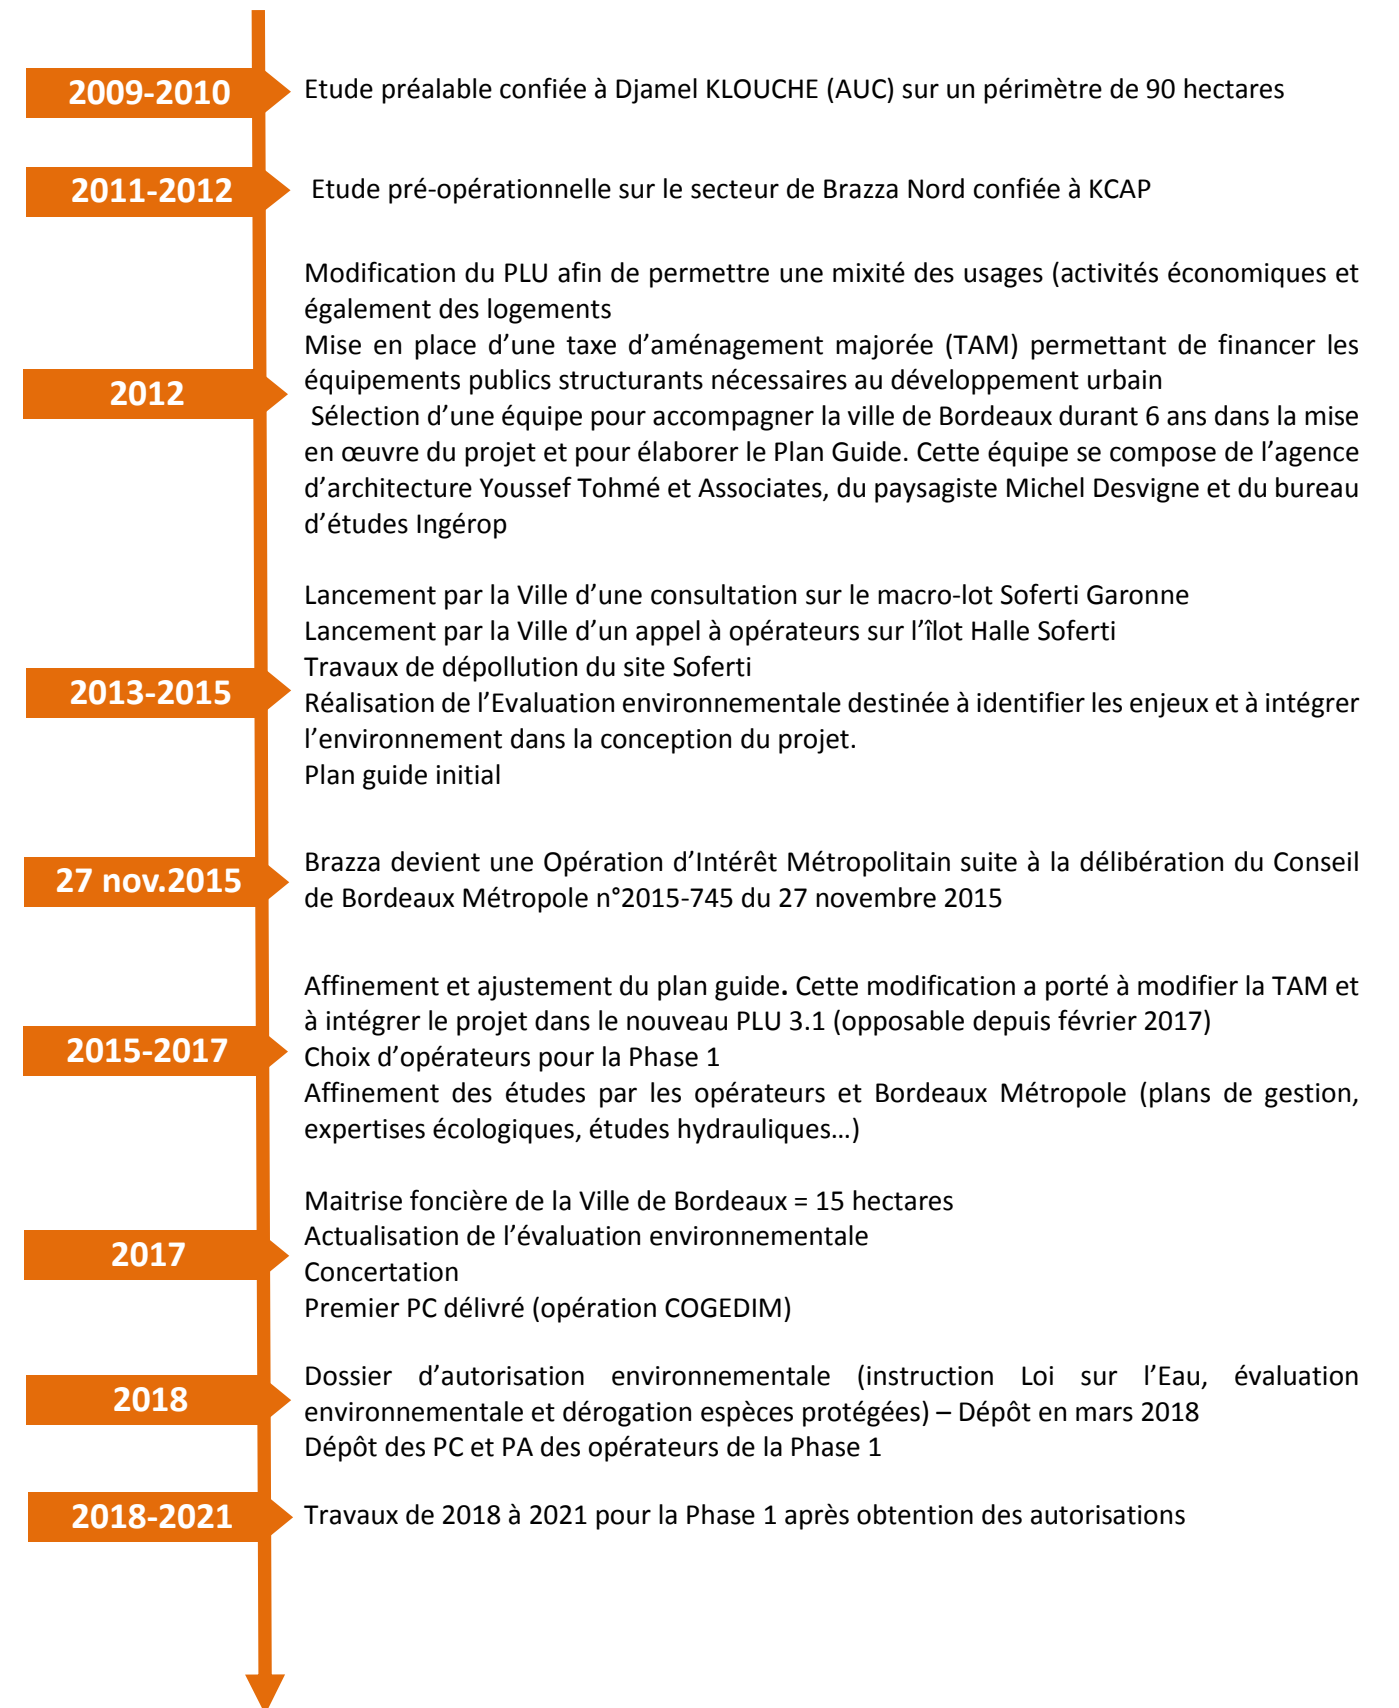 2009-2010
Etude préalable confiée à Djamel KLOUCHE (AUC) sur un périmètre de 90 hectares
2011-2012
Etude pré-opérationnelle sur le secteur de Brazza Nord confiée à KCAP
2012
Modification du PLU afin de permettre une mixité des usages (activités économiques et
également des logements
Mise en place d’une taxe d’aménagement majorée (TAM) permettant de financer les
équipements publics structurants nécessaires au développement urbain
Sélection d’une équipe pour accompagner la ville de Bordeaux durant 6 ans dans la mise
en œuvre du projet et pour élaborer le Plan Guide. Cette équipe se compose de l’agence
d’architecture Youssef Tohmé et Associates, du paysagiste Michel Desvigne et du bureau
d’études Ingérop
2013-2015
Lancement par la Ville d’une consultation sur le macro-lot Soferti Garonne
Lancement par la Ville d’un appel à opérateurs sur l’îlot Halle Soferti
Travaux de dépollution du site Soferti
Réalisation de l’Evaluation environnementale destinée à identifier les enjeux et à intégrer
l’environnement dans la conception du projet.
Plan guide initial
27 nov.2015
Brazza devient une Opération d’Intérêt Métropolitain suite à la délibération du Conseil
de Bordeaux Métropole n°2015-745 du 27 novembre 2015
2015-2017
Affinement et ajustement du plan guide. Cette modification a porté à modifier la TAM et
à intégrer le projet dans le nouveau PLU 3.1 (opposable depuis février 2017)
Choix d’opérateurs pour la Phase 1
Affinement des études par les opérateurs et Bordeaux Métropole (plans de gestion,
expertises écologiques, études hydrauliques…)
2017
Maitrise foncière de la Ville de Bordeaux = 15 hectares
Actualisation de l’évaluation environnementale
Concertation
Premier PC délivré (opération COGEDIM)
2018
Dossier d’autorisation environnementale (instruction Loi sur l’Eau, évaluation
environnementale et dérogation espèces protégées) – Dépôt en mars 2018
Dépôt des PC et PA des opérateurs de la Phase 1
2018-2021
Travaux de 2018 à 2021 pour la Phase 1 après obtention des autorisations